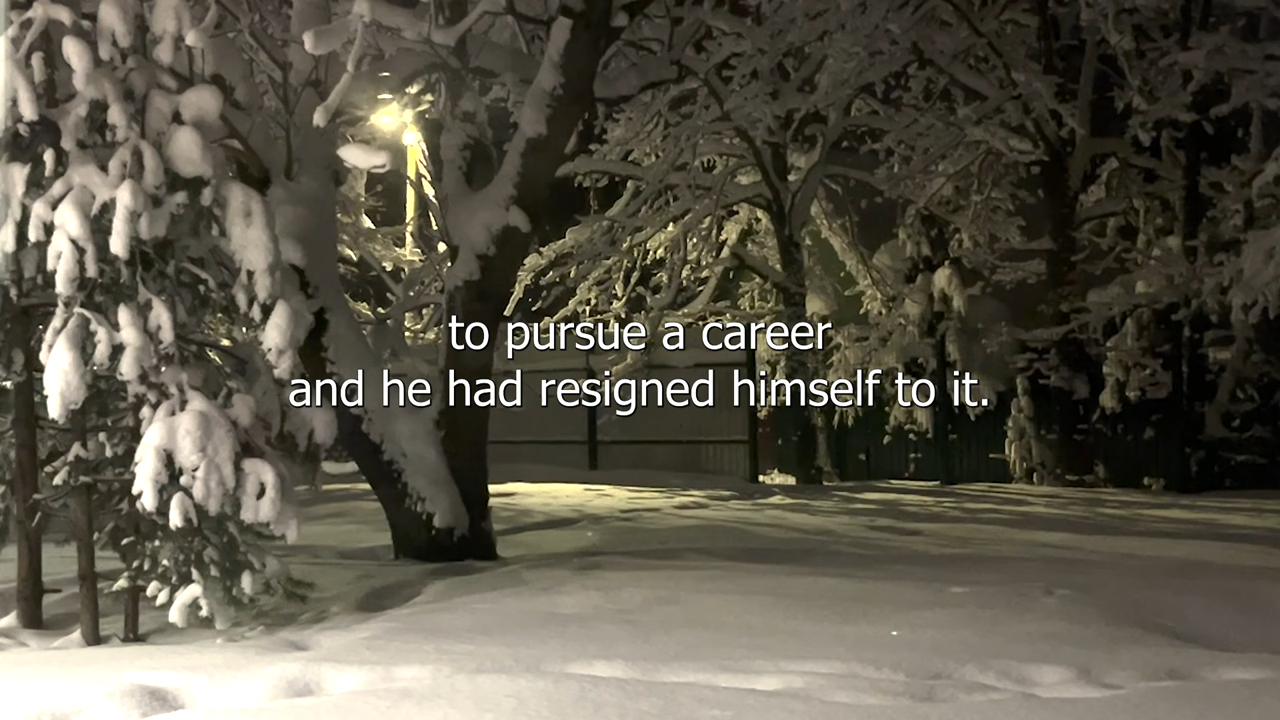 to pursue a career
and he had resigned himself to it.